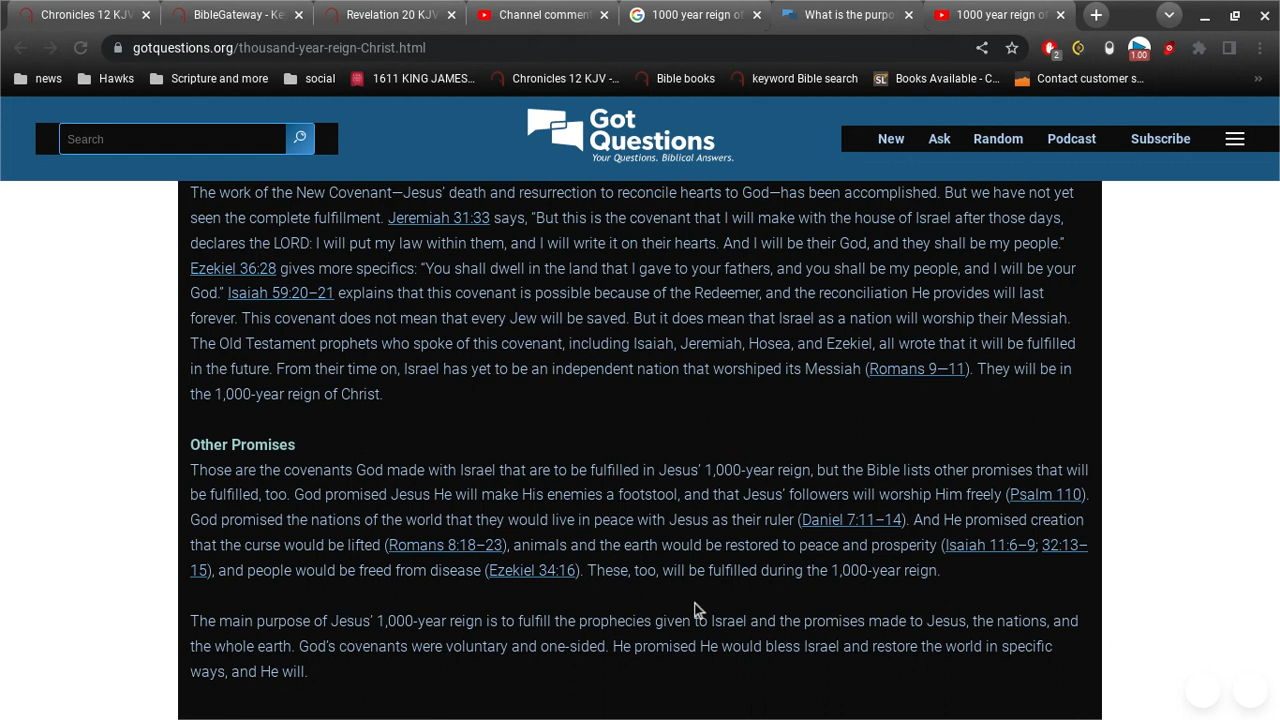 Chronicles 12 KJV
BibleGateway - Ke
Revelation 20 KJV
Channel comment
1000 year reign of
What is the purpo
1000 year reign of
gotquestions.org/thousand-year-reign-Christ.html
2
1.00
news
Hawks
Scripture and more
social
1611 KING JAMES...
Chronicles 12 KJV -...
Bible books
keyword Bible search
SL
Books Available - C...
Contact customer s...
»
Search
Got
Questions
Your Questions. Biblical Answers.
New
Ask
Random
Podcast
Subscribe
The work of the New Covenant—Jesus’ death and resurrection to reconcile hearts to God—has been accomplished. But we have not yet
seen the complete fulfillment. Jeremiah 31:33 says, “But this is the covenant that I will make with the house of Israel after those days,
declares the LORD: I will put my law within them, and I will write it on their hearts. And I will be their God, and they shall be my people.”
Ezekiel 36:28 gives more specifics: “You shall dwell in the land that I gave to your fathers, and you shall be my people, and I will be your
God.” Isaiah 59:20–21 explains that this covenant is possible because of the Redeemer, and the reconciliation He provides will last
forever. This covenant does not mean that every Jew will be saved. But it does mean that Israel as a nation will worship their Messiah.
The Old Testament prophets who spoke of this covenant, including Isaiah, Jeremiah, Hosea, and Ezekiel, all wrote that it will be fulfilled
in the future. From their time on, Israel has yet to be an independent nation that worshiped its Messiah (Romans 9—11). They will be in
the 1,000-year reign of Christ.
Other Promises
Those are the covenants God made with Israel that are to be fulfilled in Jesus’ 1,000-year reign, but the Bible lists other promises that will
be fulfilled, too. God promised Jesus He will make His enemies a footstool, and that Jesus’ followers will worship Him freely (Psalm 110).
God promised the nations of the world that they would live in peace with Jesus as their ruler (Daniel 7:11–14). And He promised creation
that the curse would be lifted (Romans 8:18–23), animals and the earth would be restored to peace and prosperity (Isaiah 11:6–9; 32:13–
15), and people would be freed from disease (Ezekiel 34:16). These, too, will be fulfilled during the 1,000-year reign.
The main purpose of Jesus’ 1,000-year reign is to fulfill the prophecies given to Israel and the promises made to Jesus, the nations, and
the whole earth. God’s covenants were voluntary and one-sided. He promised He would bless Israel and restore the world in specific
ways, and He will.